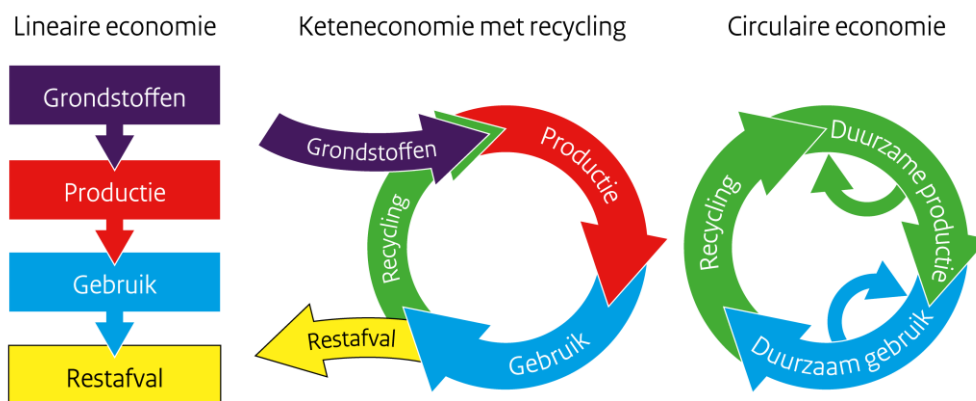 Lineaire economie
Grondstoffen
Productie
Gebruik
Restafval
Keteneconomie met recycling
Grondstoffen
Productie
Gebruik
Recycling
Restafval
Circulaire economie
Duurzame productie
Duurzaam gebruik
Recycling